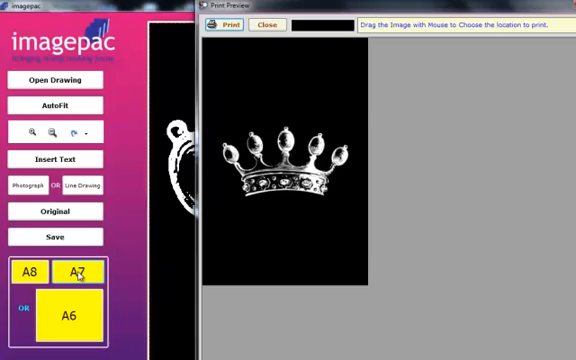 imagepac
Print Preview
Print
Close
Drag the Image with Mouse to Choose the location to print.
imagepac
Bringing stamp making home
Open Drawing
AutoFit
Insert Text
Photograph OR Line Drawing
Original
Save
A8
A7
OR
A6